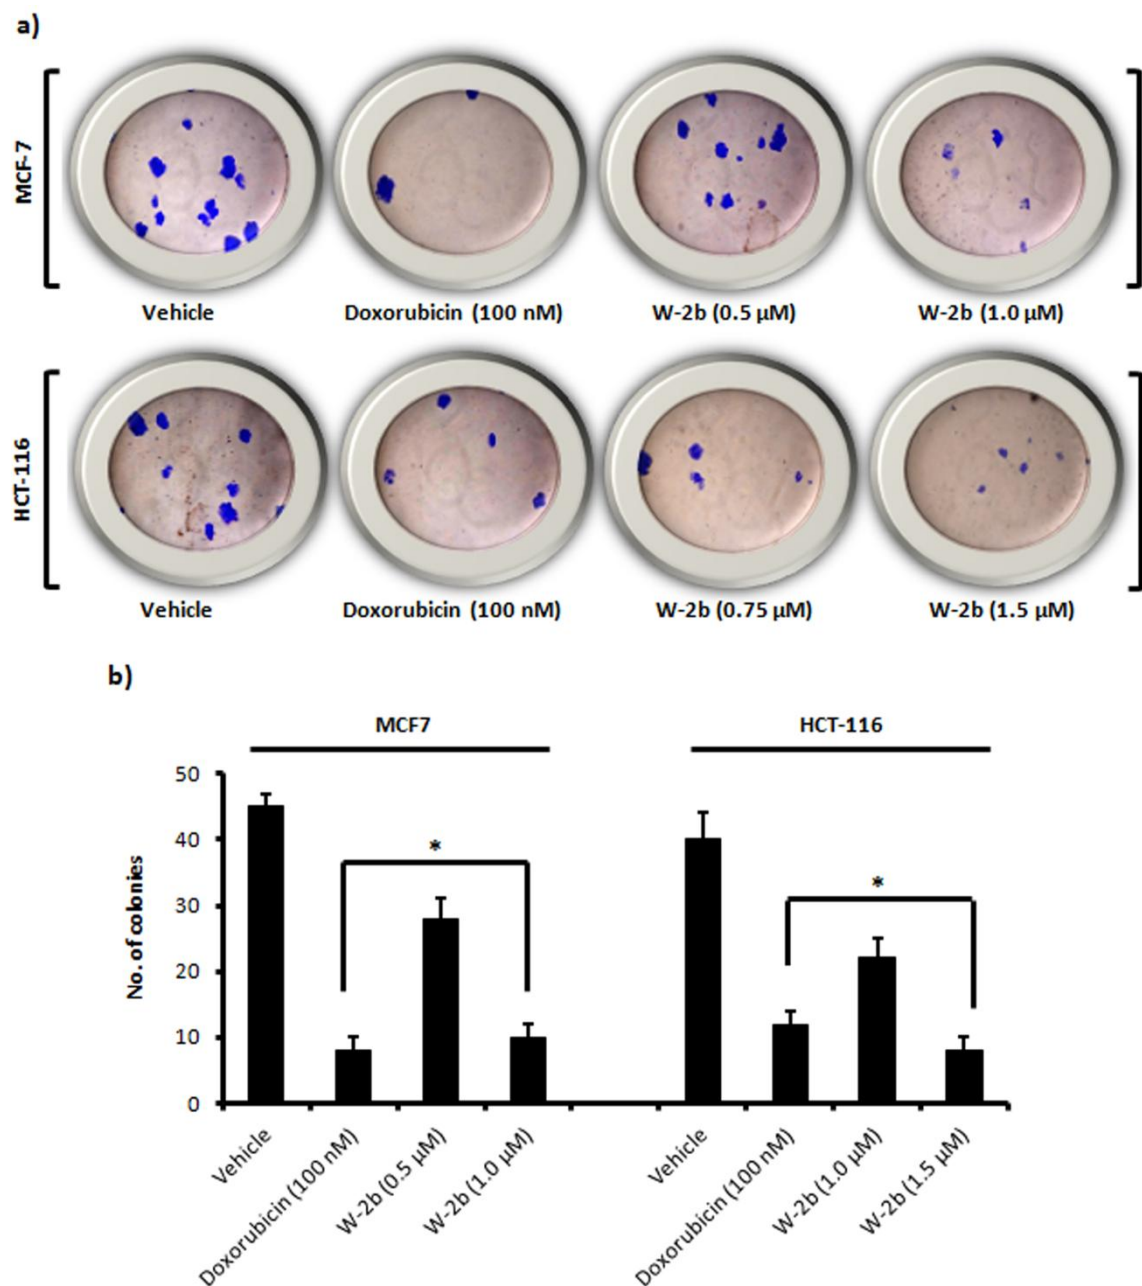 a)
MCF-7
Vehicle
Doxorubicin (100 nM)
W-2b (0.5 µM)
W-2b (1.0 µM)
HCT-116
Vehicle
Doxorubicin (100 nM)
W-2b (0.75 µM)
W-2b (1.5 µM)
b)
MCF7
HCT-116
No. of colonies
50
40
30
20
10
0
*
*
Vehicle
Doxorubicin (100 nM)
W-2b (0.5 µM)
W-2b (1.0 µM)
Vehicle
Doxorubicin (100 nM)
W-2b (1.0 µM)
W-2b (1.5 µM)